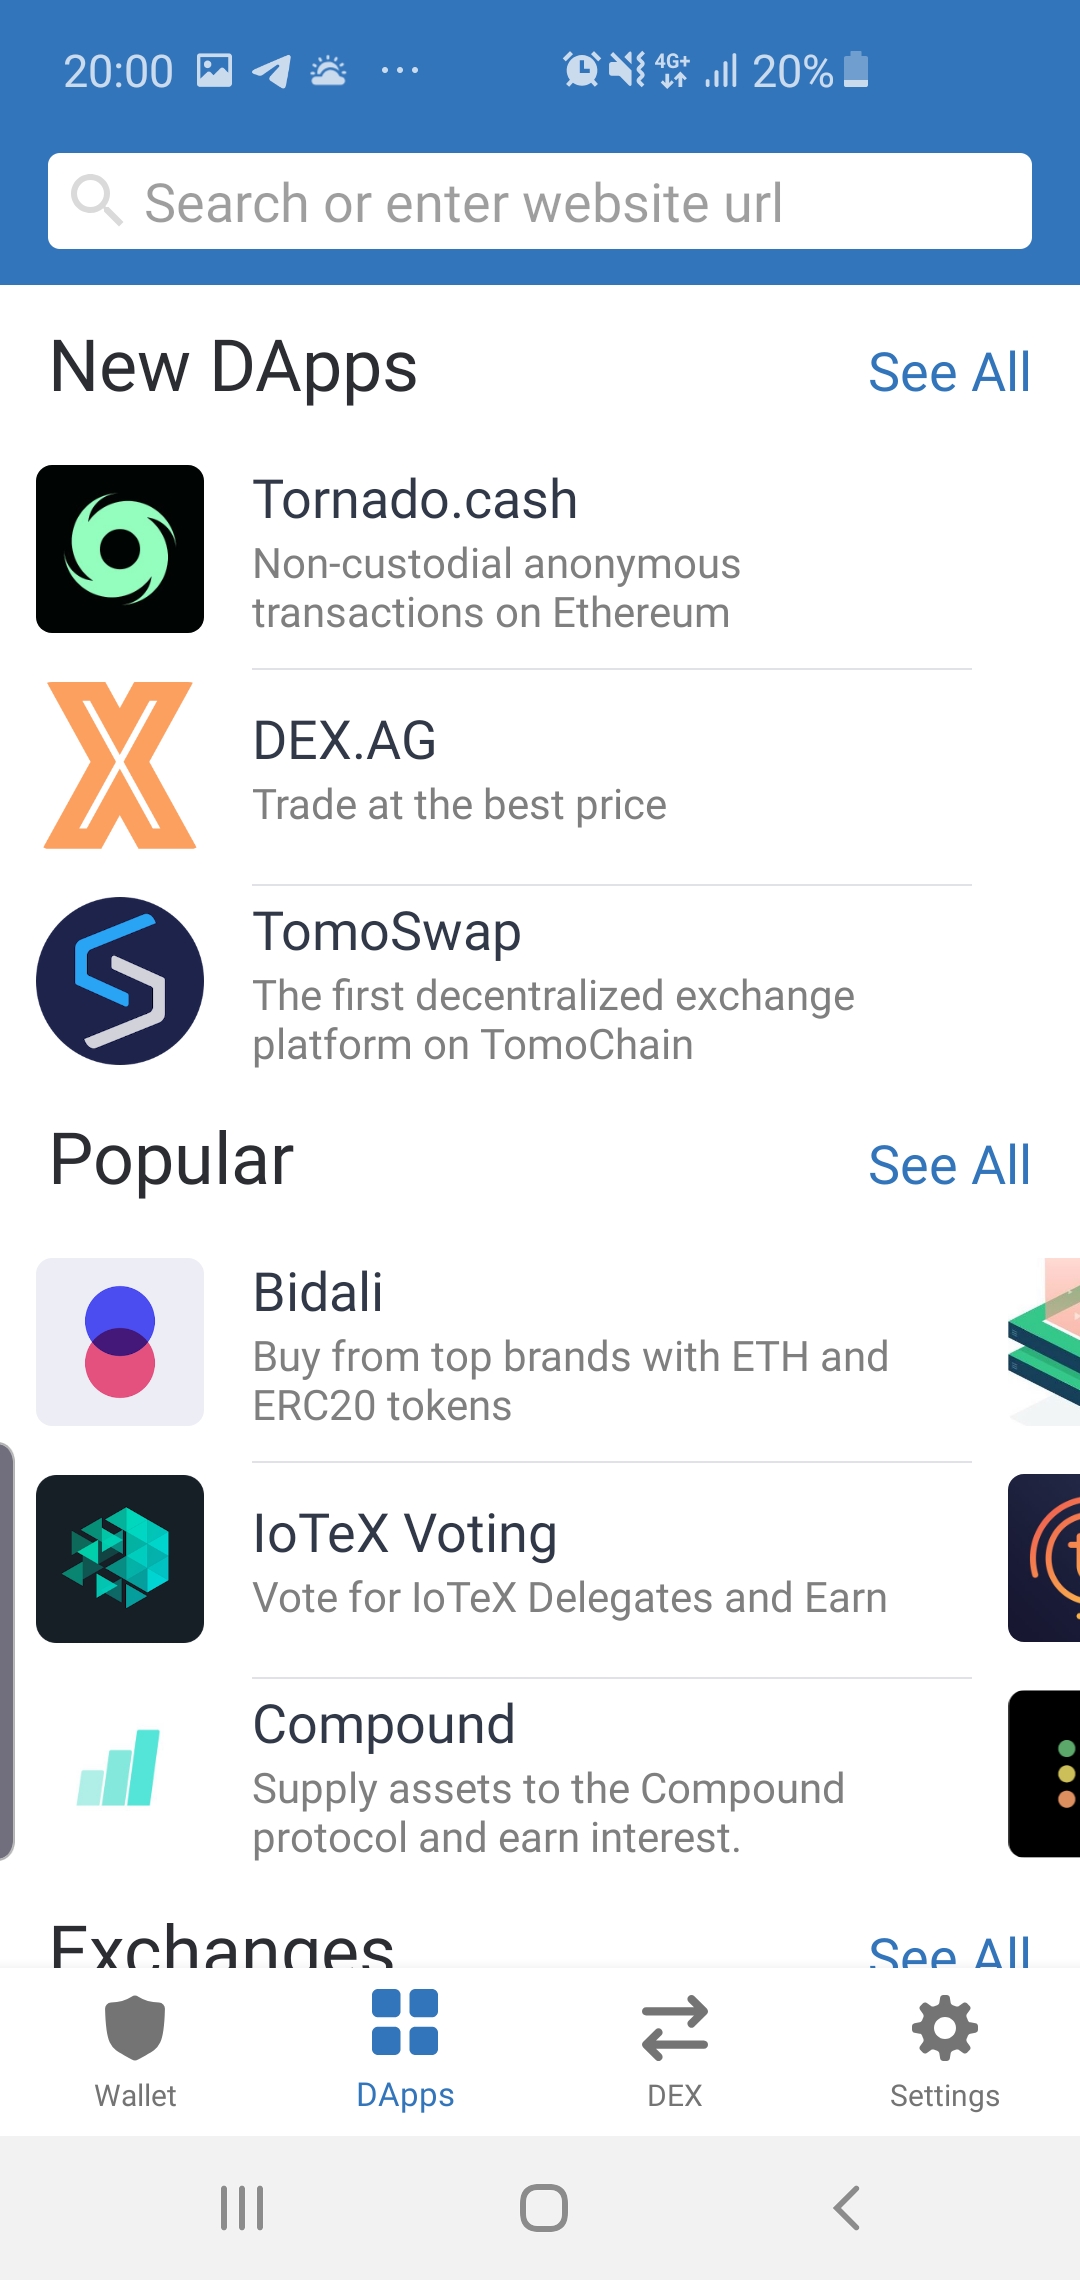 20:00
4G+
20%
Search or enter website url
New DApps
See All
Tornado.cash
Non-custodial anonymous
transactions on Ethereum
DEX.AG
Trade at the best price
TomoSwap
The first decentralized exchange
platform on TomoChain
Popular
See All
Bidali
Buy from top brands with ETH and
ERC20 tokens
IoTeX Voting
Vote for IoTeX Delegates and Earn
Compound
Supply assets to the Compound
protocol and earn interest.
Exchanges
See All
Wallet
DApps
DEX
Settings